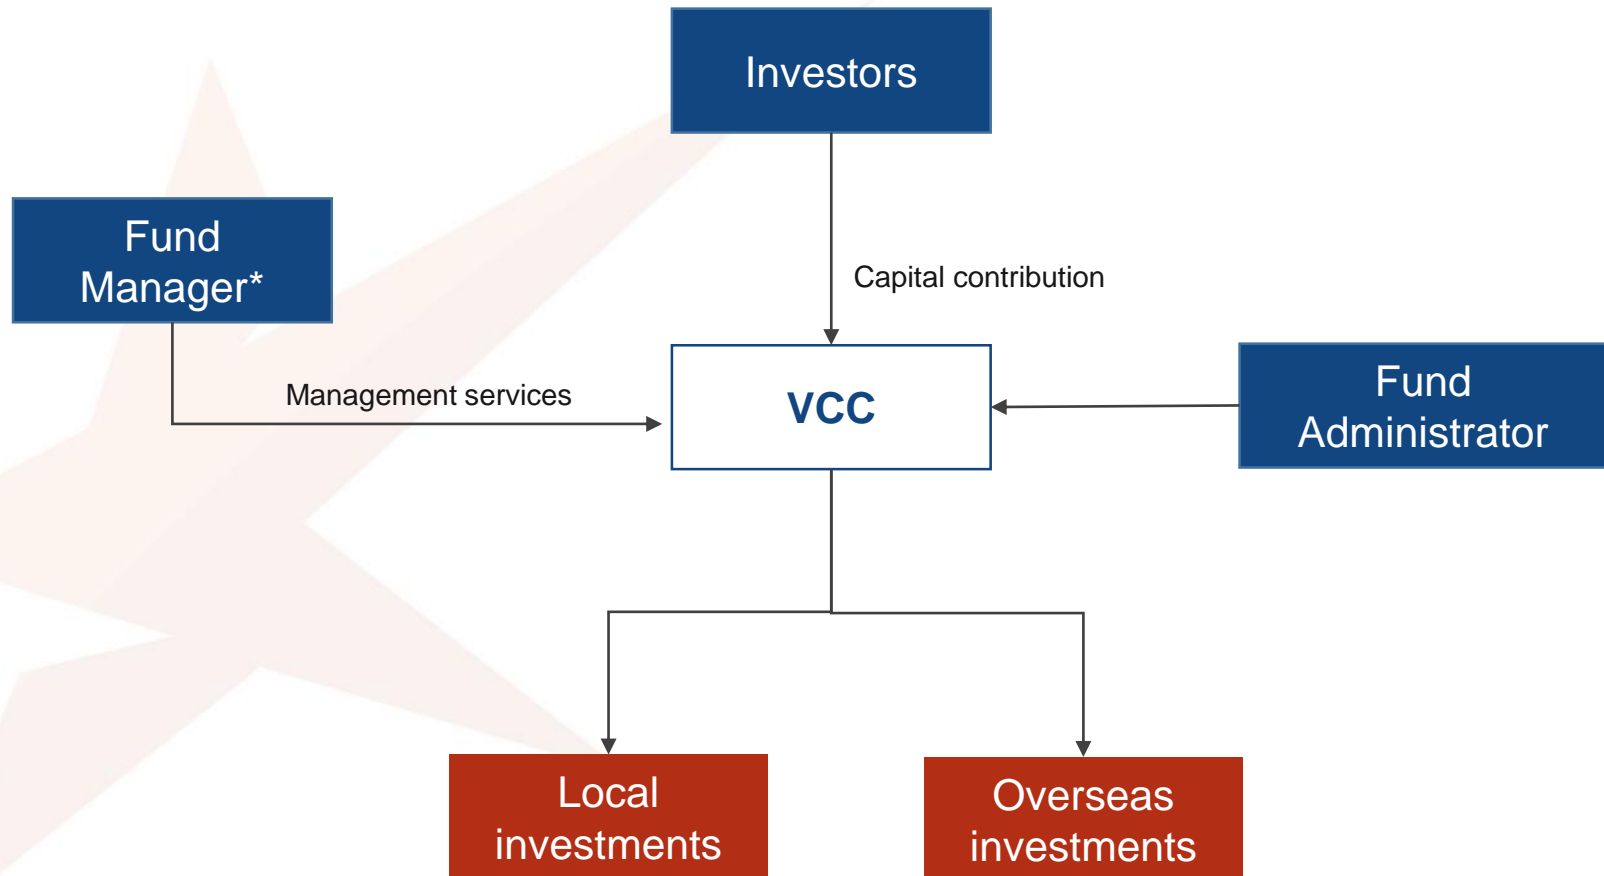 Investors
Fund
Manager*
Capital contribution
Management services
VCC
Fund
Administrator
Local
investments
Overseas
investments